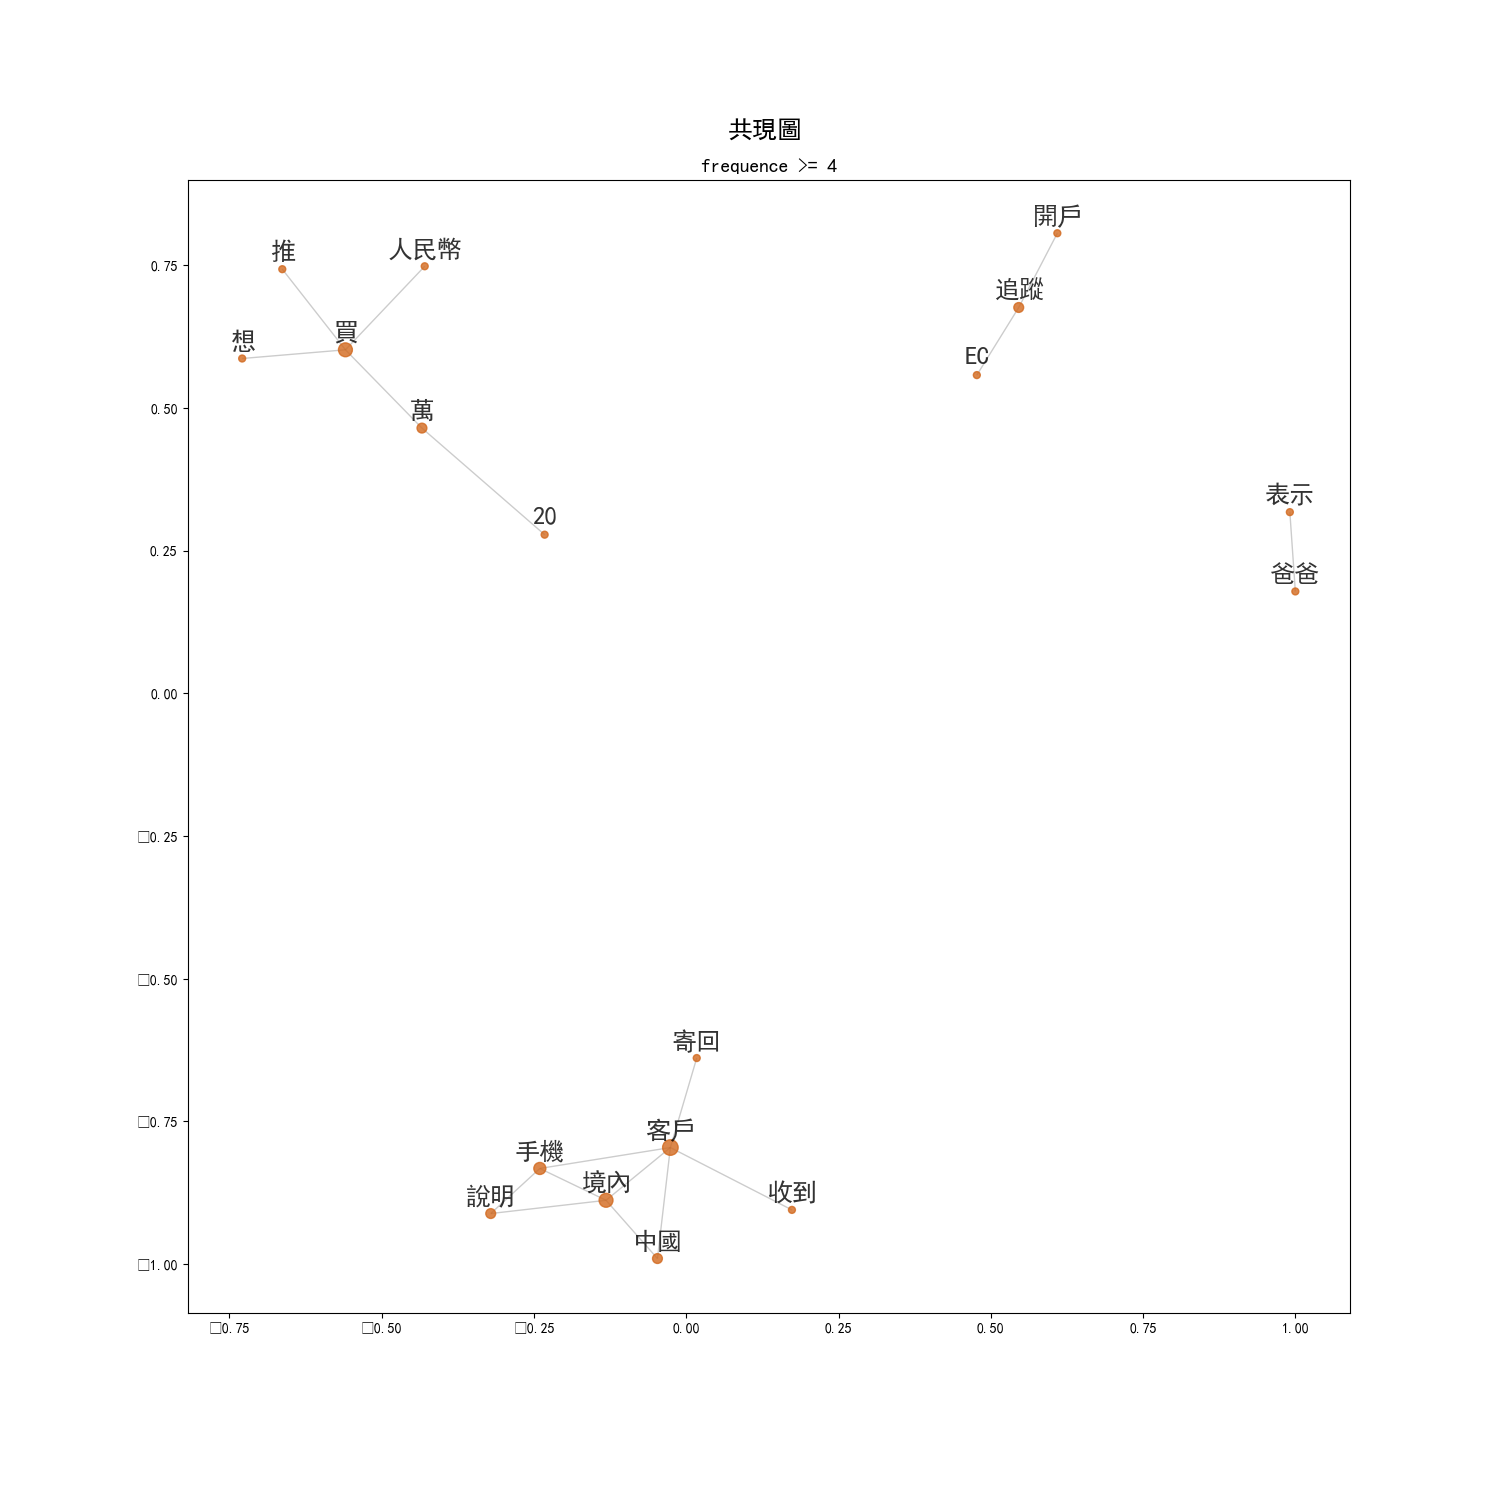 共現圖
frequence >= 4
開戶
推
人民幣
追蹤
買
想
EC
萬
表示
20
爸爸
寄回
客戶
手機
境內
收到
說明
中國
0.75
0.50
0.25
0.00
□0.25
□0.50
□0.75
□1.00
□0.75 □0.50 □0.25 0.00 0.25 0.50 0.75 1.00